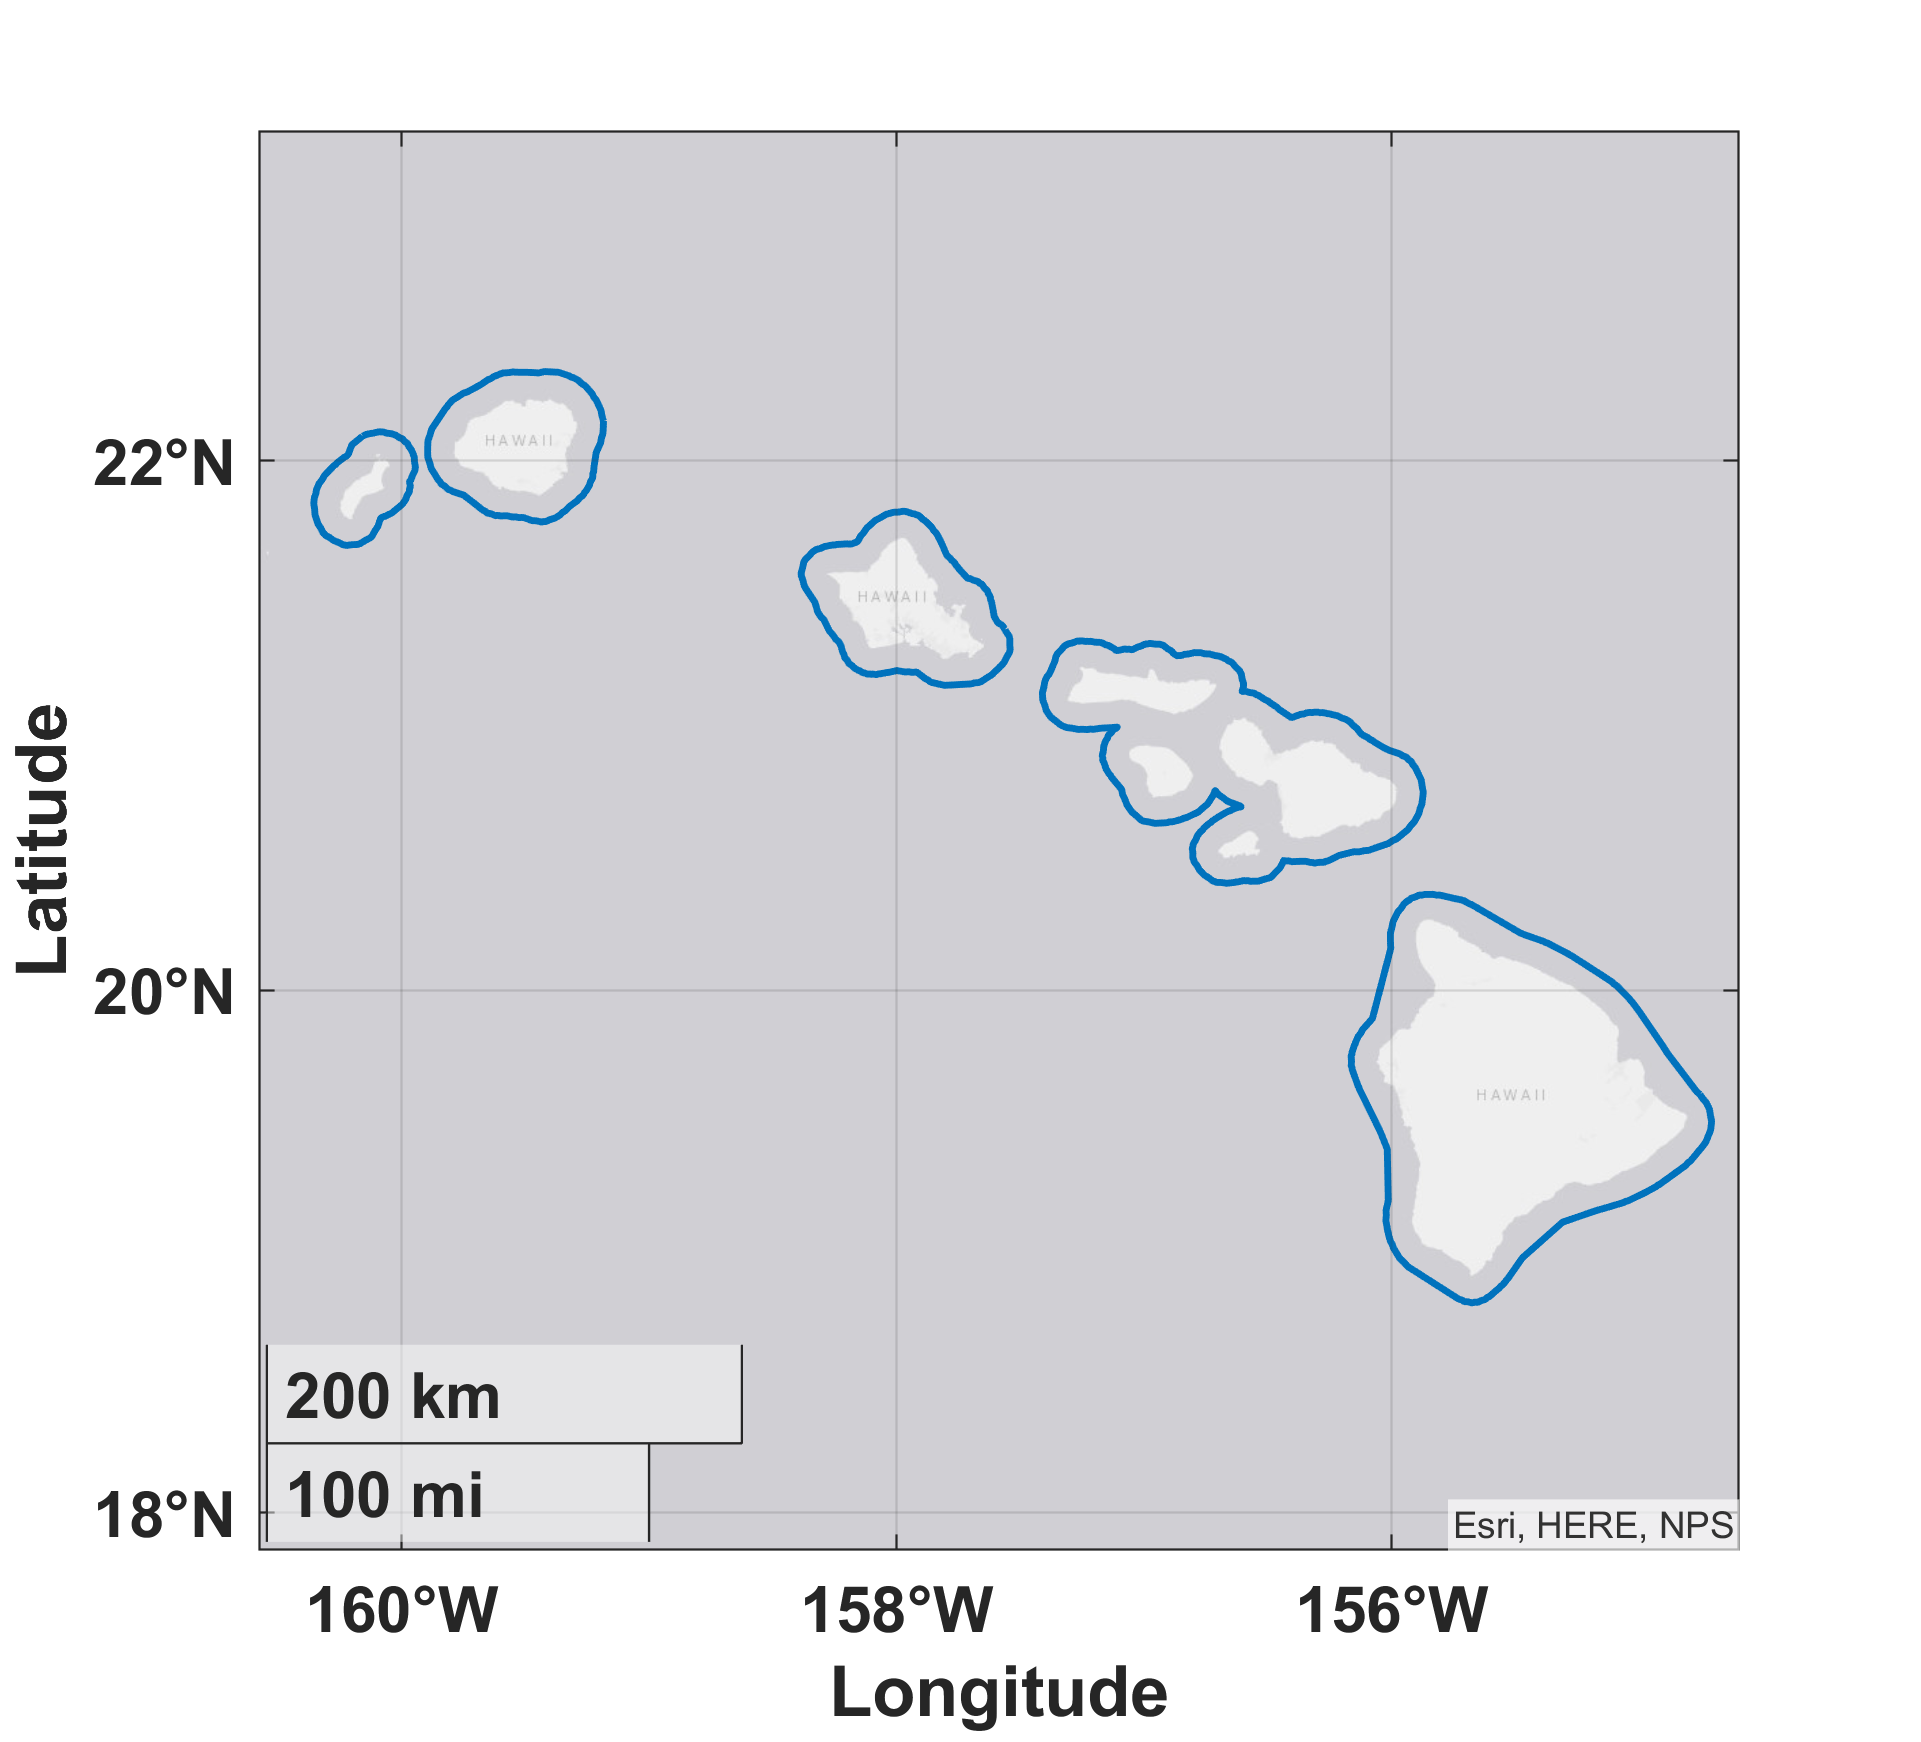 22°N
20°N
18°N
Latitude
HAWAII
HAWAII
HAWAII
200 km
100 mi
Esri, HERE, NPS
160°W
158°W
156°W
Longitude